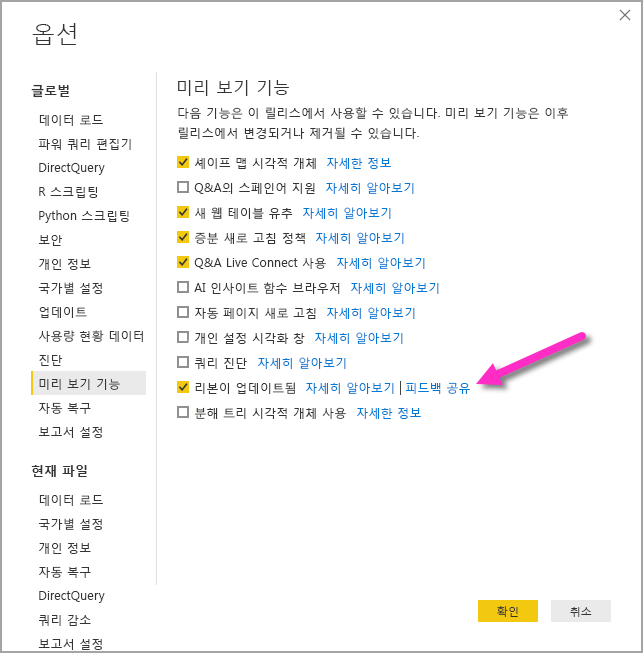 옵션
글로벌
데이터 로드
파워 쿼리 편집기
DirectQuery
R 스크립팅
Python 스크립팅
보안
개인 정보
국가별 설정
업데이트
사용량 현황 데이터
진단
미리 보기 기능
자동 복구
보고서 설정
현재 파일
데이터 로드
국가별 설정
개인 정보
자동 복구
DirectQuery
쿼리 감소
보고서 설정
미리 보기 기능
다음 기능은 이 릴리스에서 사용할 수 있습니다. 미리 보기 기능은 이후
릴리스에서 변경되거나 제거될 수 있습니다.
셰이프 맵 시각적 개체 자세한 정보
Q&A의 스페인어 지원 자세히 알아보기
새 웹 테이블 유추 자세히 알아보기
증분 새로 고침 정책 자세히 알아보기
Q&A Live Connect 사용 자세히 알아보기
AI 인사이트 함수 브라우저 자세히 알아보기
자동 페이지 새로 고침 자세히 알아보기
개인 설정 시각화 창 자세히 알아보기
쿼리 진단 자세히 알아보기
리본이 업데이트됨 자세히 알아보기 | 피드백 공유
분해 트리 시각적 개체 사용 자세한 정보
확인
취소